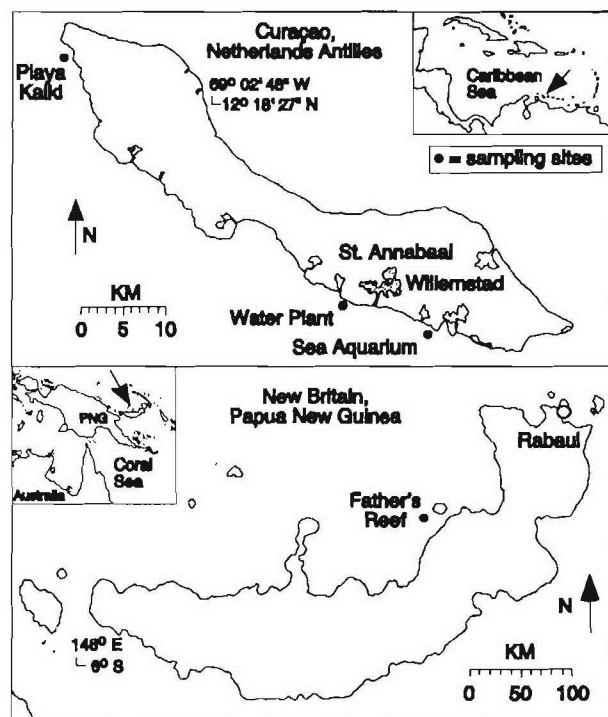 Curaçao,
Netherlands Antilles
Playa
Kalki
69° 02' 48" W
12° 18' 27" N
Caribbean
Sea
● = sampling sites
N
KM
0 5 10
St. Annabaai
Willemstad
Water Plant
Sea Aquarium
New Britain,
Papua New Guinea
PNG
Coral
Sea
Australia
Rabaul
Father's
Reef
148° E
6° S
N
KM
0 50 100